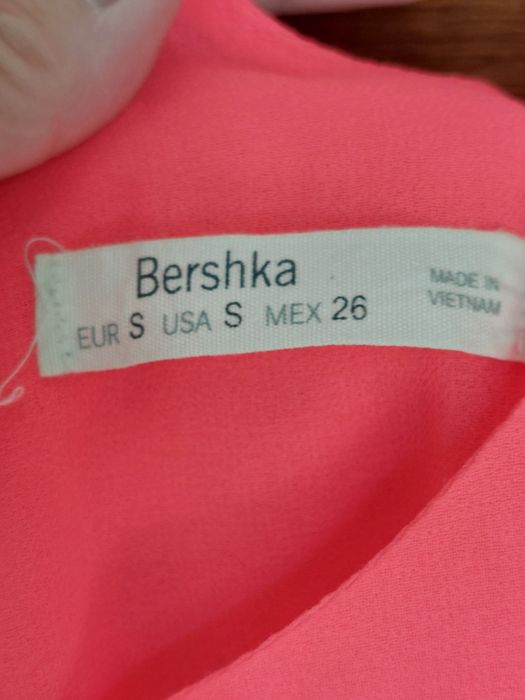 Bershka
EUR S USA S MEX 26
MADE IN
VIETNAM